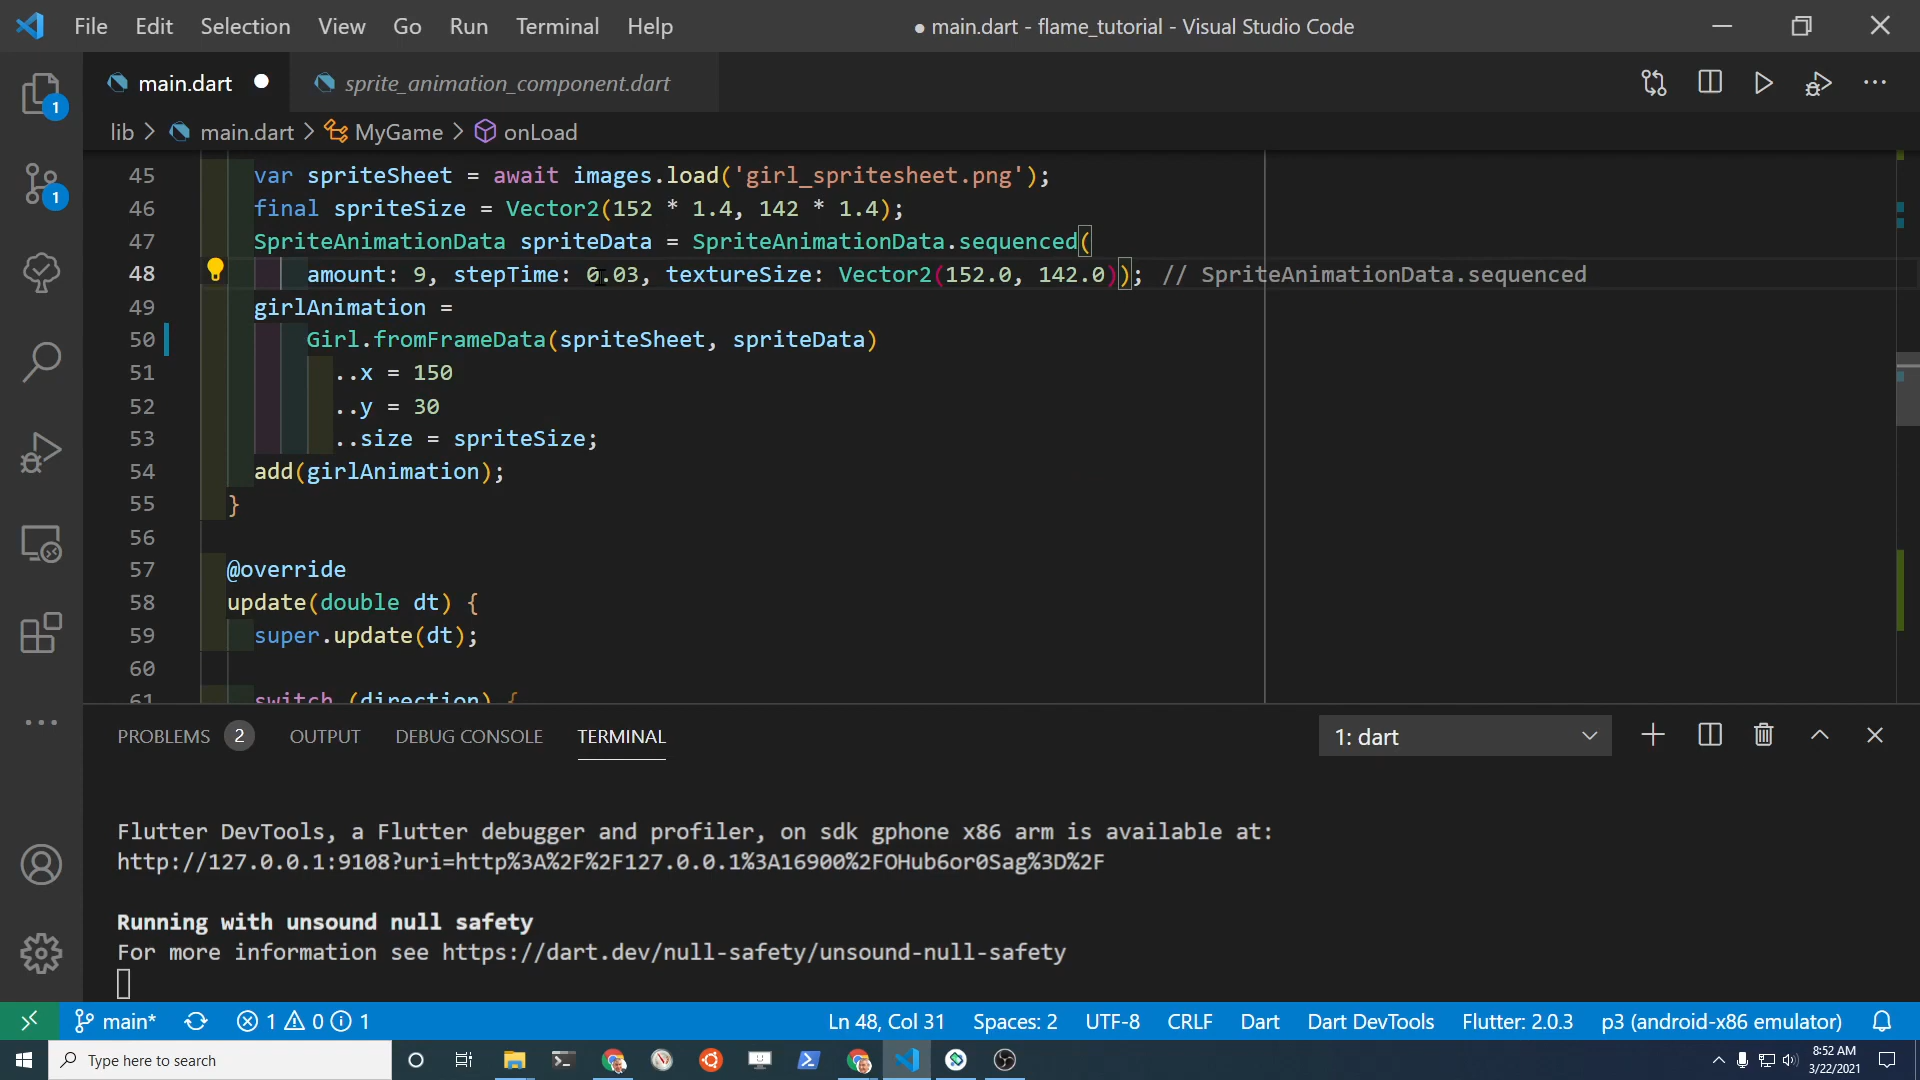 File Edit Selection View Go Run Terminal Help ● main.dart - flame_tutorial - Visual Studio Code
main.dart sprite_animation_component.dart
lib > main.dart > MyGame > onLoad
45 var spriteSheet = await images.load('girl_spritesheet.png');
46 final spriteSize = Vector2(152 * 1.4, 142 * 1.4);
47 SpriteAnimationData spriteData = SpriteAnimationData.sequenced(
48 amount: 9, stepTime: 0.03, textureSize: Vector2(152.0, 142.0)); // SpriteAnimationData.sequenced
49 girlAnimation =
50 Girl.fromFrameData(spriteSheet, spriteData)
51 ..x = 150
52 ..y = 30
53 ..size = spriteSize;
54 add(girlAnimation);
55 }
56
57 @override
58 update(double dt) {
59 super.update(dt);
60
61 switch (direction) {
PROBLEMS 2 OUTPUT DEBUG CONSOLE TERMINAL 1: dart
Flutter DevTools, a Flutter debugger and profiler, on sdk gphone x86 arm is available at:
http://127.0.0.1:9108?uri=http%3A%2F%2F127.0.0.1%3A16900%2FOHub6or0Sag%3D%2F
Running with unsound null safety
For more information see https://dart.dev/null-safety/unsound-null-safety
main* 1 0 1 Ln 48, Col 31 Spaces: 2 UTF-8 CRLF Dart Dart DevTools Flutter: 2.0.3 p3 (android-x86 emulator)
Type here to search 8:52 AM
3/22/2021
1
1